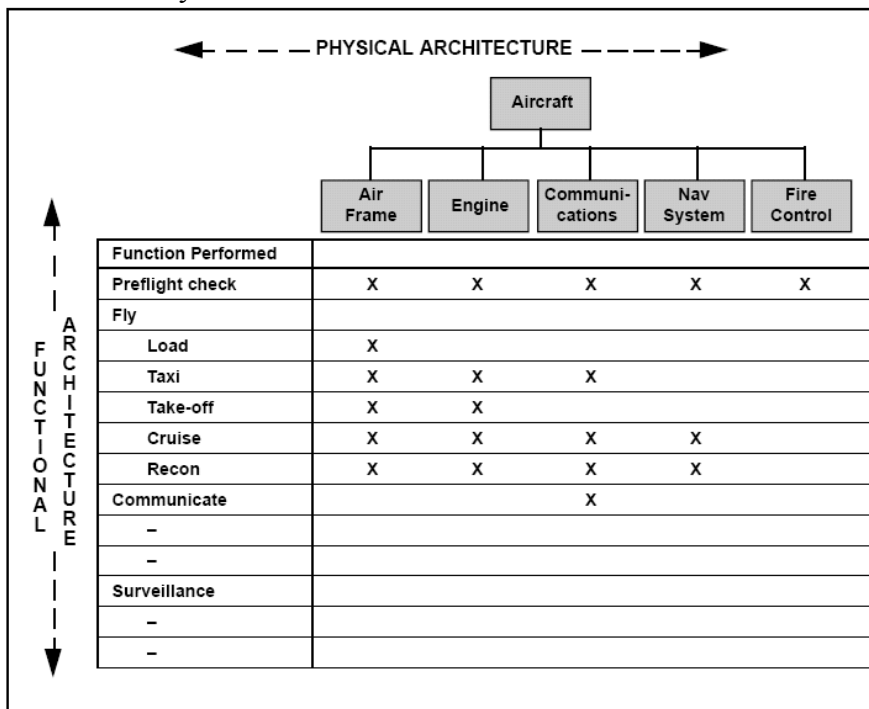 PHYSICAL ARCHITECTURE
Aircraft
Air
Frame
Engine
Communi-
cations
Nav
System
Fire
Control
FUNCTIONAL
ARCHITECTURE
Function Performed
Preflight check X X X X X
Fly
Load X
Taxi X X X
Take-off X X
Cruise X X X X
Recon X X X X
Communicate X
–
–
Surveillance
–
–